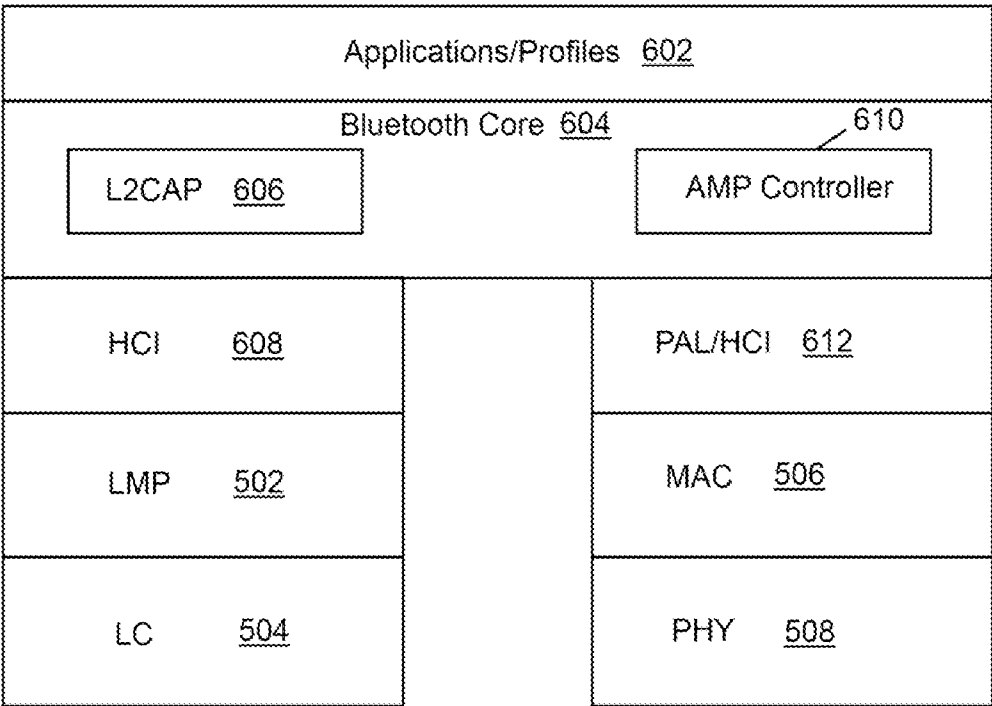 Applications/Profiles 602
Bluetooth Core 604
610
L2CAP 606
AMP Controller
HCI 608
PAL/HCI 612
LMP 502
MAC 506
LC 504
PHY 508